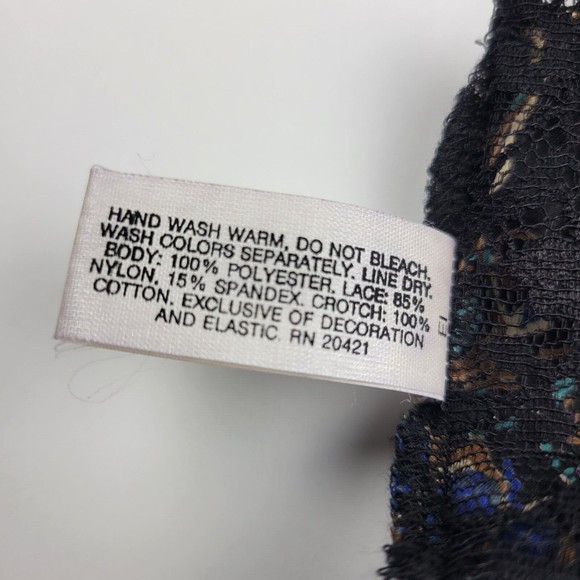 HAND WASH WARM, DO NOT BLEACH.
WASH COLORS SEPARATELY. LINE DRY.
BODY: 100% POLYESTER. LACE: 85%
NYLON, 15% SPANDEX. CROTCH: 100%
COTTON. EXCLUSIVE OF DECORATION
AND ELASTIC. RN 20421